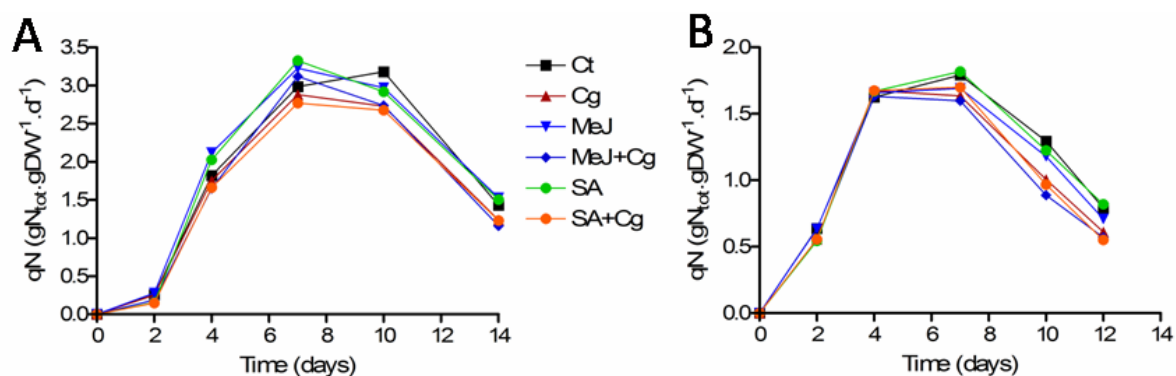 A
qN (gN_tot.gDW⁻¹.d⁻¹)
3.5
3.0
2.5
2.0
1.5
1.0
0.5
0.0
0 2 4 6 8 10 12 14
Time (days)
Ct
Cg
MeJ
MeJ+Cg
SA
SA+Cg
B
qN (gN_tot.gDW⁻¹.d⁻¹)
2.0
1.5
1.0
0.5
0.0
0 2 4 6 8 10 12 14
Time (days)